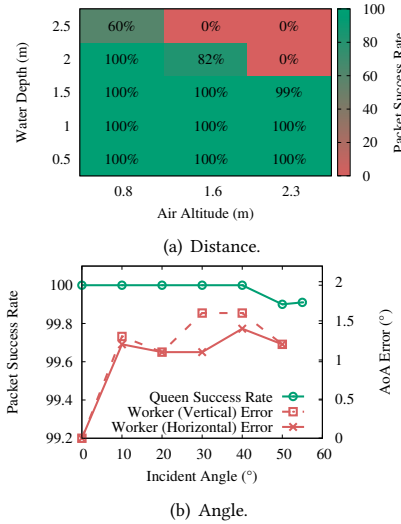 2.5 60% 0% 0% 100
2 100% 82% 0% 80
1.5 100% 100% 99% 60
1 100% 100% 100% 40
0.5 100% 100% 100% 20
0
0.8 1.6 2.3
Water Depth (m)
Packet Success Rate
Air Altitude (m)
(a) Distance.
100 2
99.8 1.5
99.6 1
99.4 0.5
99.2 0
Packet Success Rate
AoA Error (°)
Queen Success Rate
Worker (Vertical) Error
Worker (Horizontal) Error
0 10 20 30 40 50 60
Incident Angle (°)
(b) Angle.